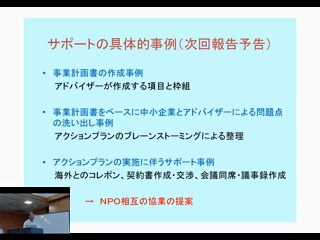 サポートの具体的事例(次回報告予告)
• 事業計画書の作成事例
アドバイザーが作成する項目と枠組
• 事業計画書をベースに中小企業とアドバイザーによる問題点
の洗い出し事例
アクションプランのブレーンストーミングによる整理
• アクションプランの実施に伴うサポート事例
海外とのコレポン、契約書作成・交渉、会議同席・議事録作成
→ NPO相互の協業の提案